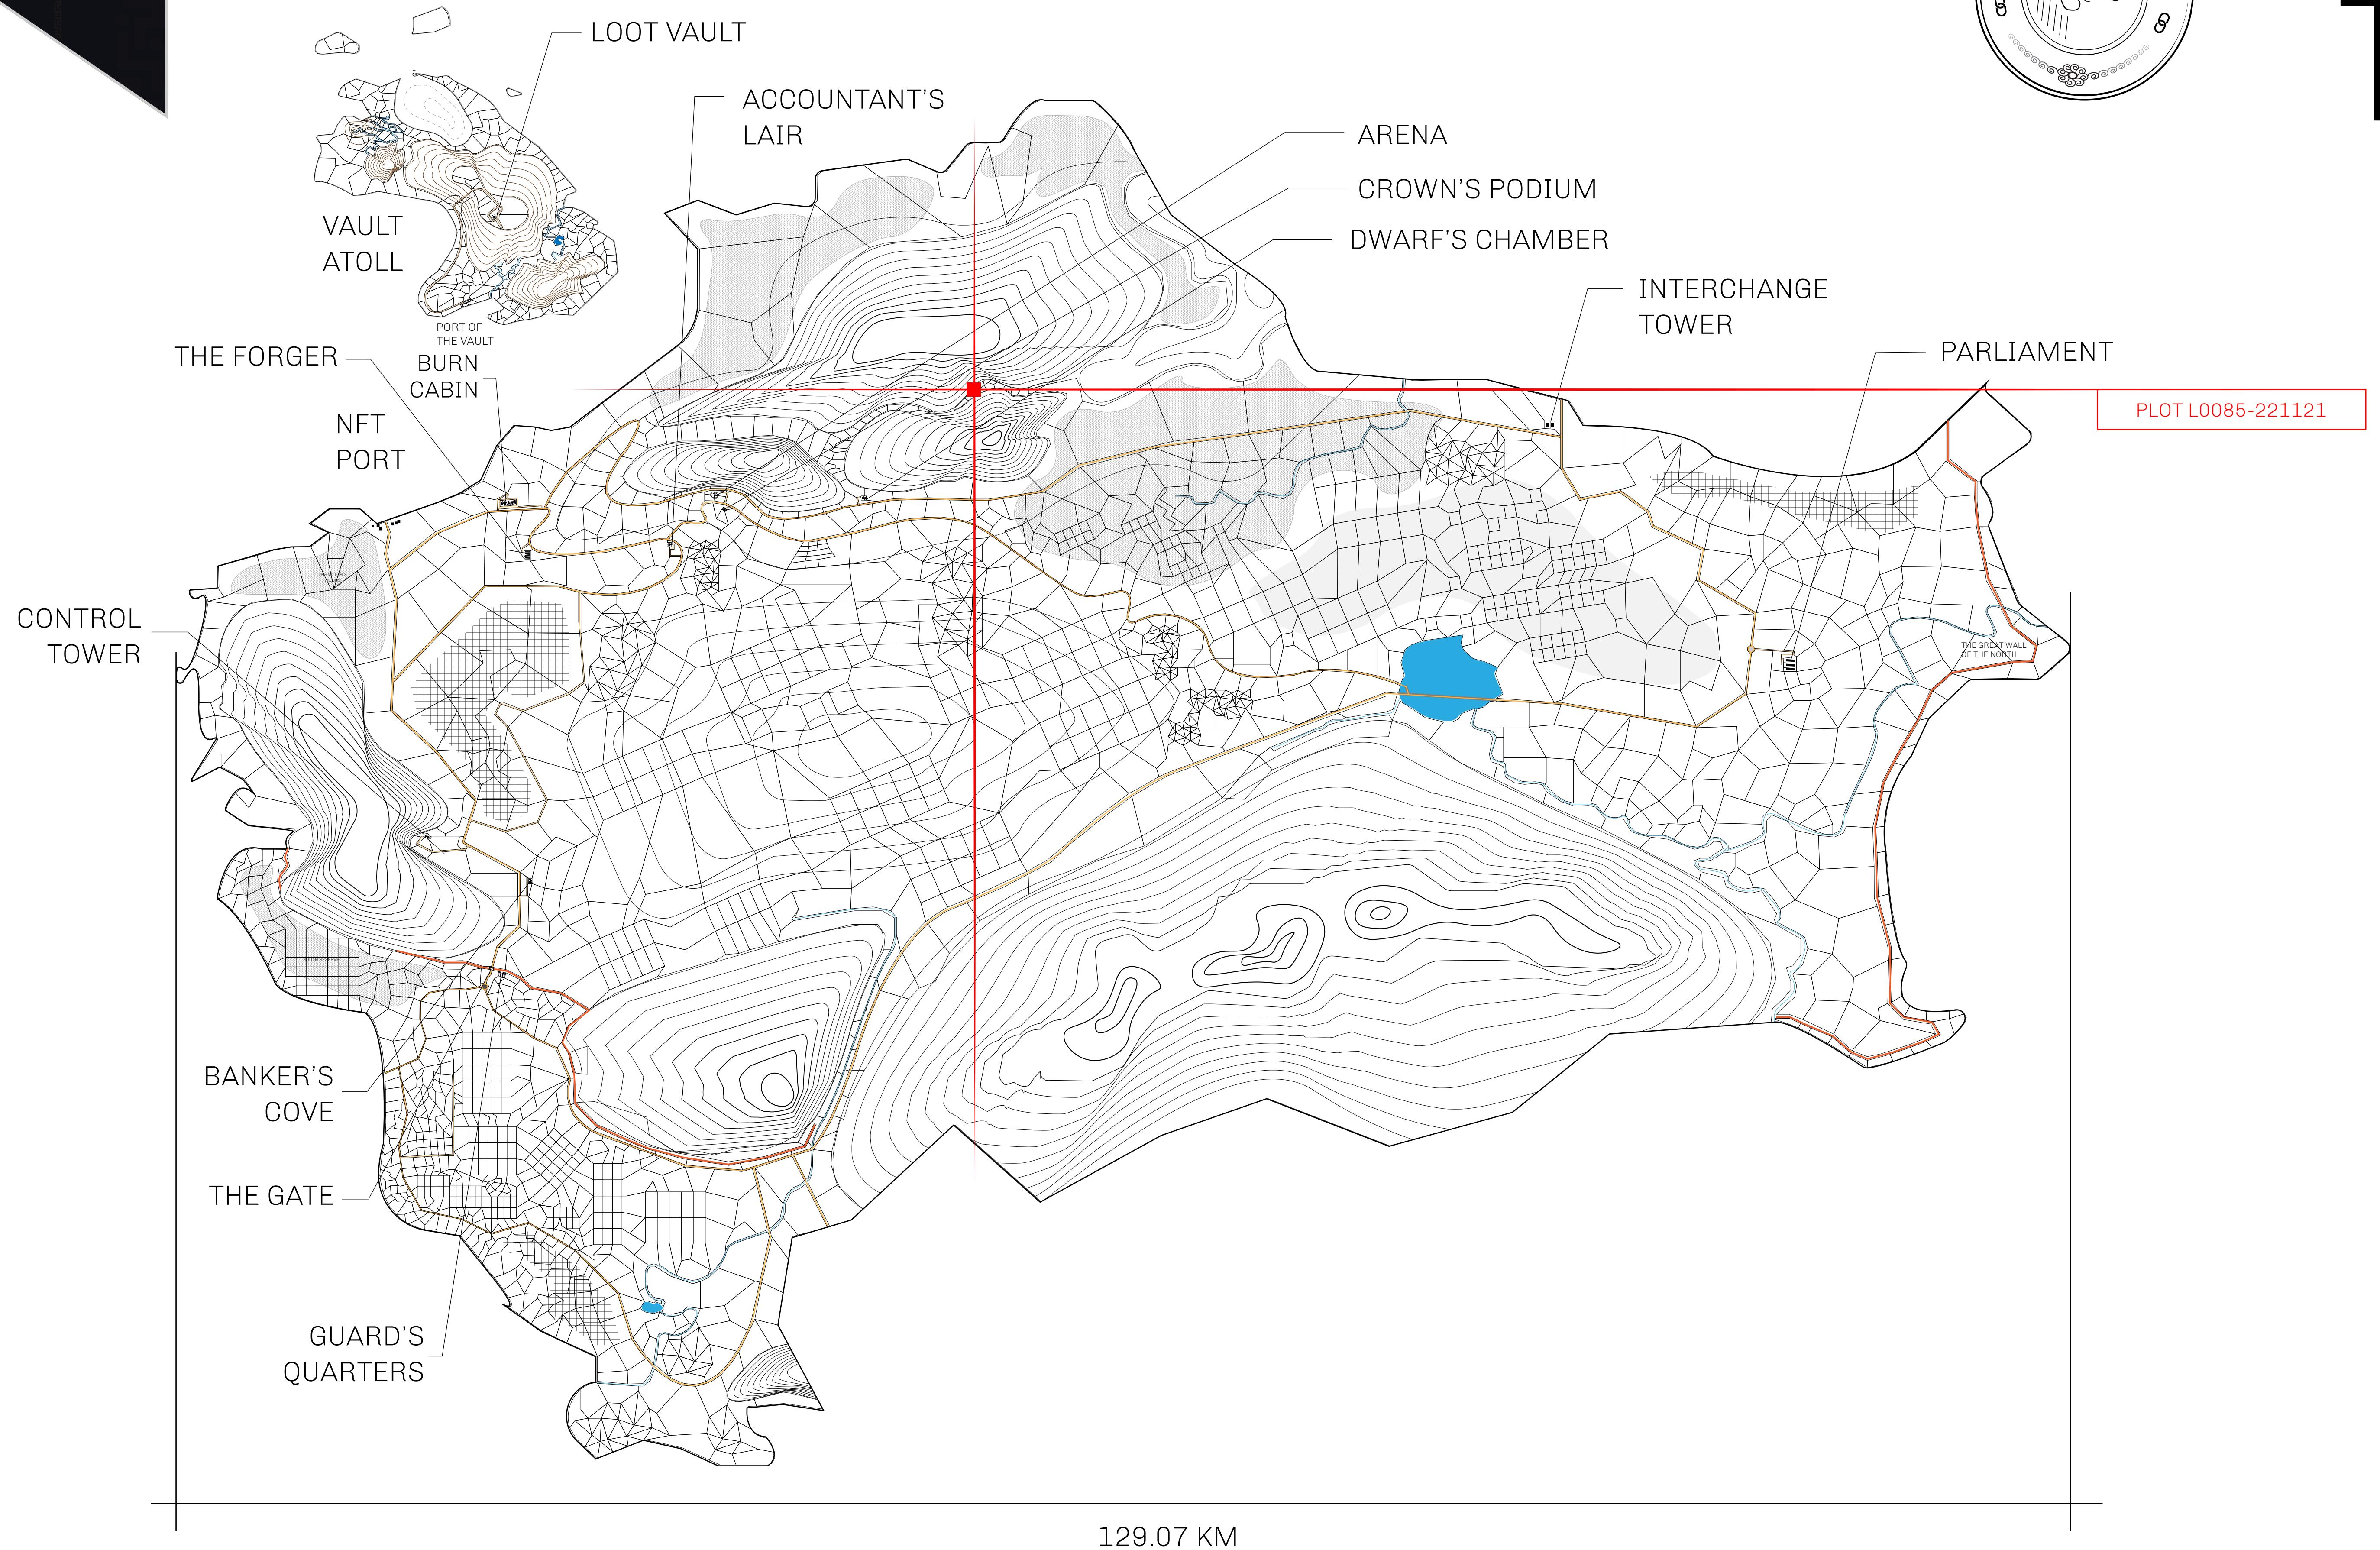 LOOT VAULT
ACCOUNTANT'S
LAIR
ARENA
CROWN'S PODIUM
DWARF'S CHAMBER
VAULT
ATOLL
INTERCHANGE
TOWER
PORT OF
THE VAULT
THE FORGER
BURN
CABIN
PARLIAMENT
PLOT L0085-221121
NFT
PORT
CONTROL
TOWER
THE GREAT WALL
OF THE NORTH
SOUTH RESERVE
BANKER'S
COVE
THE GATE
GUARD'S
QUARTERS
129.07 KM